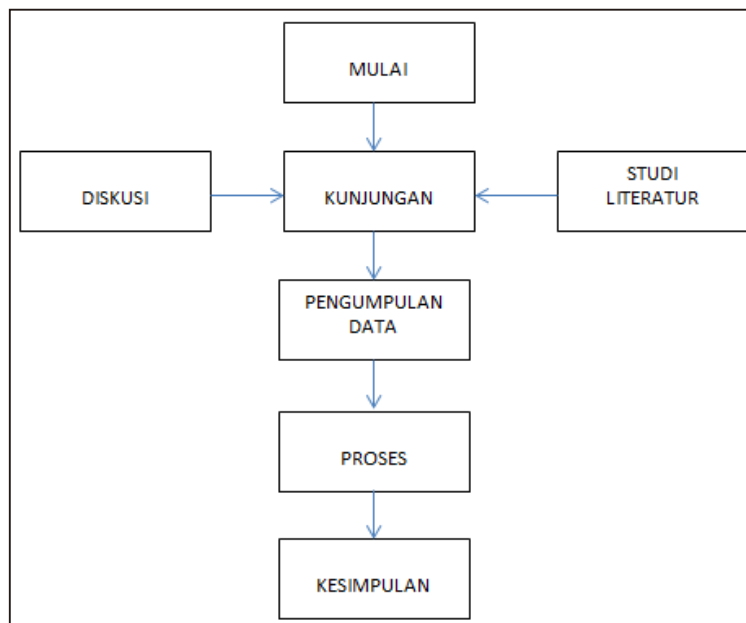 MULAI
DISKUSI
KUNJUNGAN
STUDI
LITERATUR
PENGUMPULAN
DATA
PROSES
KESIMPULAN